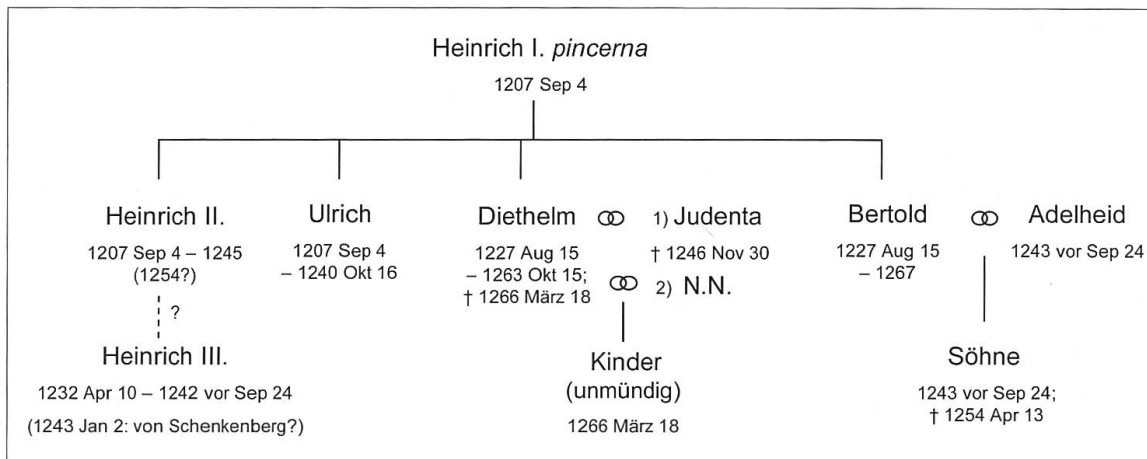 Heinrich I. pincerna
1207 Sep 4
Heinrich II.
1207 Sep 4 – 1245
(1254?)
Ulrich
1207 Sep 4
– 1240 Okt 16
Diethelm
1227 Aug 15
– 1263 Okt 15;
† 1266 März 18
1) Judenta
† 1246 Nov 30
2) N.N.
Bertold
1227 Aug 15
– 1267
Adelheid
1243 vor Sep 24
?
Heinrich III.
1232 Apr 10 – 1242 vor Sep 24
(1243 Jan 2: von Schenkenberg?)
Kinder
(unmündig)
1266 März 18
Söhne
1243 vor Sep 24;
† 1254 Apr 13